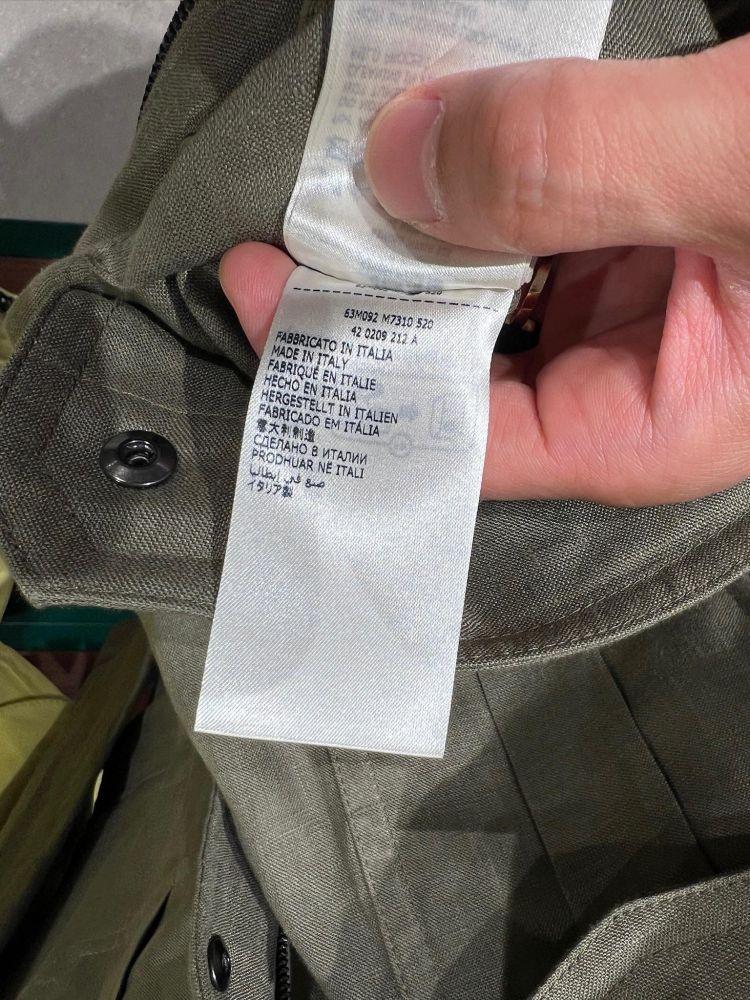 63M092 M7310 520
42 0209 212 A
FABBRICATO IN ITALIA
MADE IN ITALY
FABRIQUÉ EN ITALIE
HECHO EN ITALIA
HERGESTELLT IN ITALIEN
FABRICADO EM ITÁLIA
意大利制造
СДЕЛАНО В ИТАЛИИ
PRODHUAR NË ITALI
صنع في إيطاليا
イタリア製